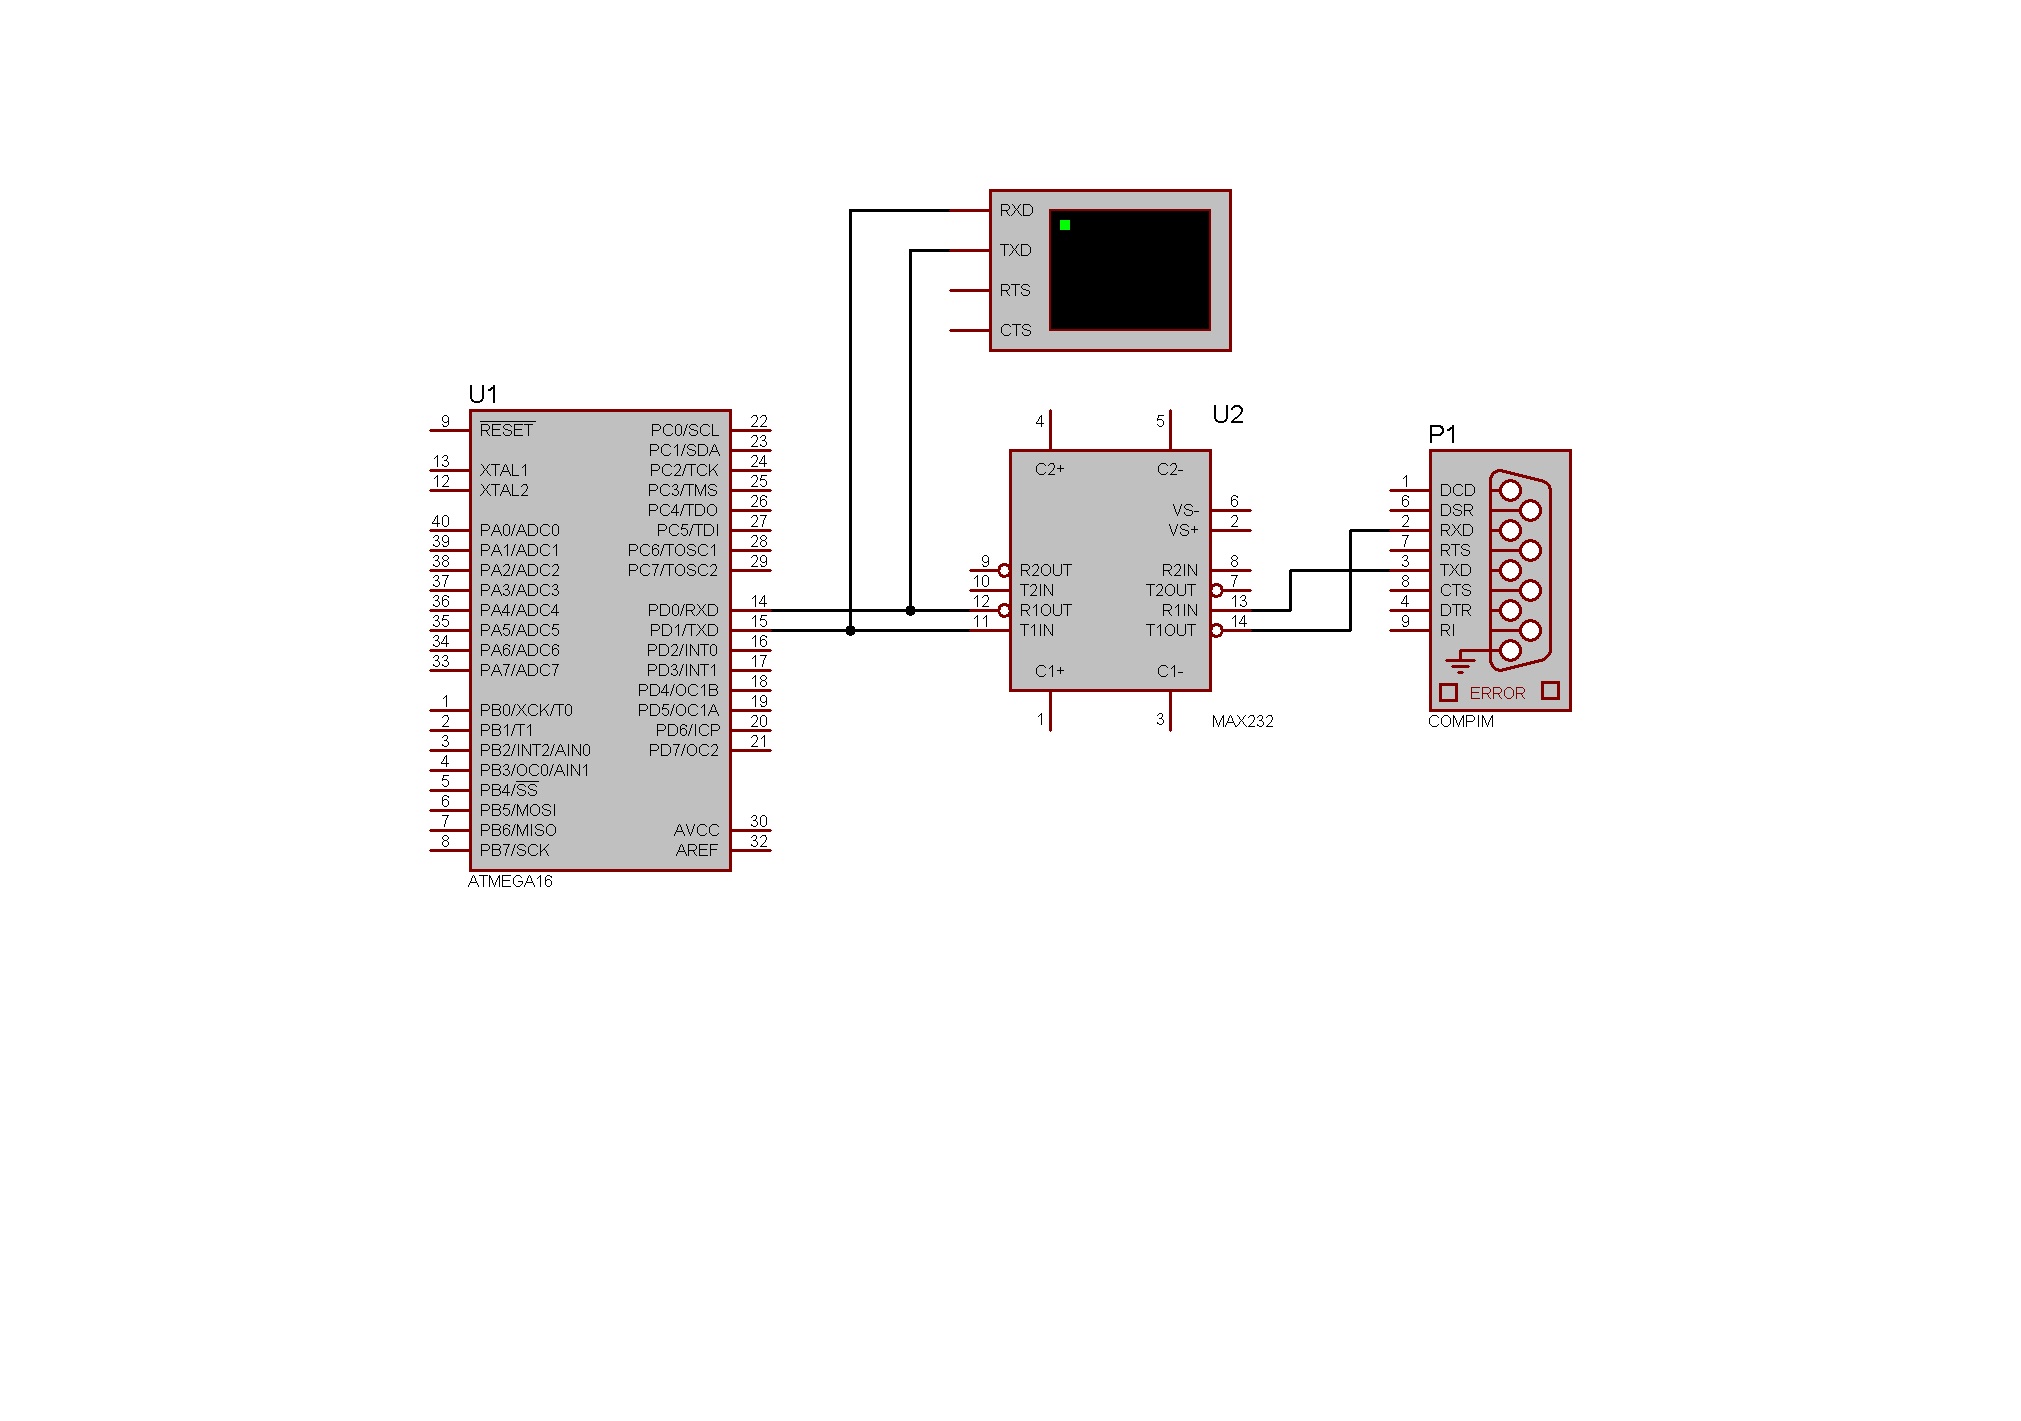 RXD
TXD
RTS
CTS
U1
9 RESET
13 XTAL1
12 XTAL2
40 PA0/ADC0
39 PA1/ADC1
38 PA2/ADC2
37 PA3/ADC3
36 PA4/ADC4
35 PA5/ADC5
34 PA6/ADC6
33 PA7/ADC7
1 PB0/XCK/T0
2 PB1/T1
3 PB2/INT2/AIN0
4 PB3/OC0/AIN1
5 PB4/SS
6 PB5/MOSI
7 PB6/MISO
8 PB7/SCK
PC0/SCL 22
PC1/SDA 23
PC2/TCK 24
PC3/TMS 25
PC4/TDO 26
PC5/TDI 27
PC6/TOSC1 28
PC7/TOSC2 29
PD0/RXD 14
PD1/TXD 15
PD2/INT0 16
PD3/INT1 17
PD4/OC1B 18
PD5/OC1A 19
PD6/ICP 20
PD7/OC2 21
AVCC 30
AREF 32
ATMEGA16
U2
4 5
C2+ C2-
VS- 6
VS+ 2
9 R2OUT R2IN 8
10 T2IN T2OUT 7
12 R1OUT R1IN 13
11 T1IN T1OUT 14
C1+ C1-
1 3
MAX232
P1
1 DCD
6 DSR
2 RXD
7 RTS
3 TXD
8 CTS
4 DTR
9 RI
ERROR
COMPIM